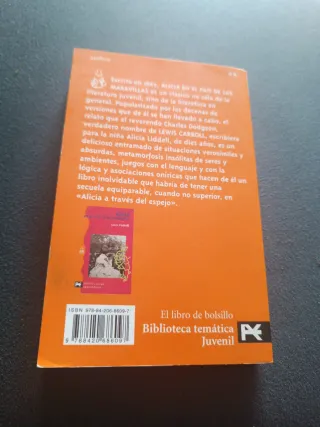 Escrita en 1865, ALICIA EN EL PAÍS DE LAS
MARAVILLAS es un clásico no sólo de la
literatura juvenil, sino de la literatura en
general. Popularizado por las decenas de
versiones que de él se han llevado a cabo, el
relato que el reverendo Charles Dodgson,
verdadero nombre de LEWIS CARROLL, escribiera
para la niña Alicia Liddell, de diez años, es un
delicioso entramado de situaciones verosímiles y
absurdas, metamorfosis insólitas de seres y
ambientes, juegos con el lenguaje y con la
lógica y asociaciones oníricas que hacen de él un
libro inolvidable que habría de tener una
secuela equiparable, cuando no superior, en
«Alicia a través del espejo».
El libro de bolsillo
Biblioteca temática
Juvenil
ISBN 978-84-206-8609-7
9 788420 686097